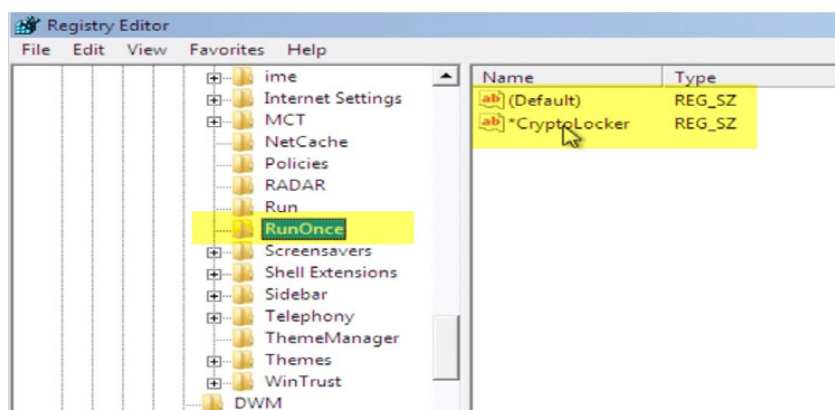 Registry Editor
File Edit View Favorites Help
ime
Internet Settings
MCT
NetCache
Policies
RADAR
Run
RunOnce
Screensavers
Shell Extensions
Sidebar
Telephony
ThemeManager
Themes
WinTrust
DWM
Name Type
ab (Default) REG_SZ
ab *CryptoLocker REG_SZ